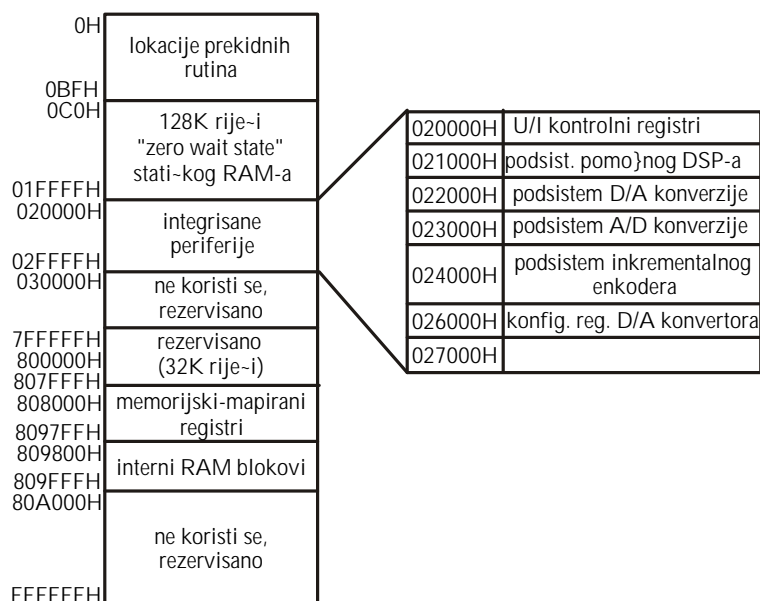 0H
lokacije prekidnih
rutina
0BFH
0C0H
128K rije~i
"zero wait state"
stati~kog RAM-a
01FFFFH
020000H
integrisane
periferije
02FFFFH
030000H
ne koristi se,
rezervisano
7FFFFFH
800000H
rezervisano
(32K rije~i)
807FFFH
808000H
memorijski-mapirani
registri
8097FFH
809800H
interni RAM blokovi
809FFFH
80A000H
ne koristi se,
rezervisano
FFFFFFH
020000H U/I kontrolni registri
021000H podsist. pomo}nog DSP-a
022000H podsistem D/A konverzije
023000H podsistem A/D konverzije
024000H podsistem inkrementalnog
enkodera
026000H konfig. reg. D/A konvertora
027000H